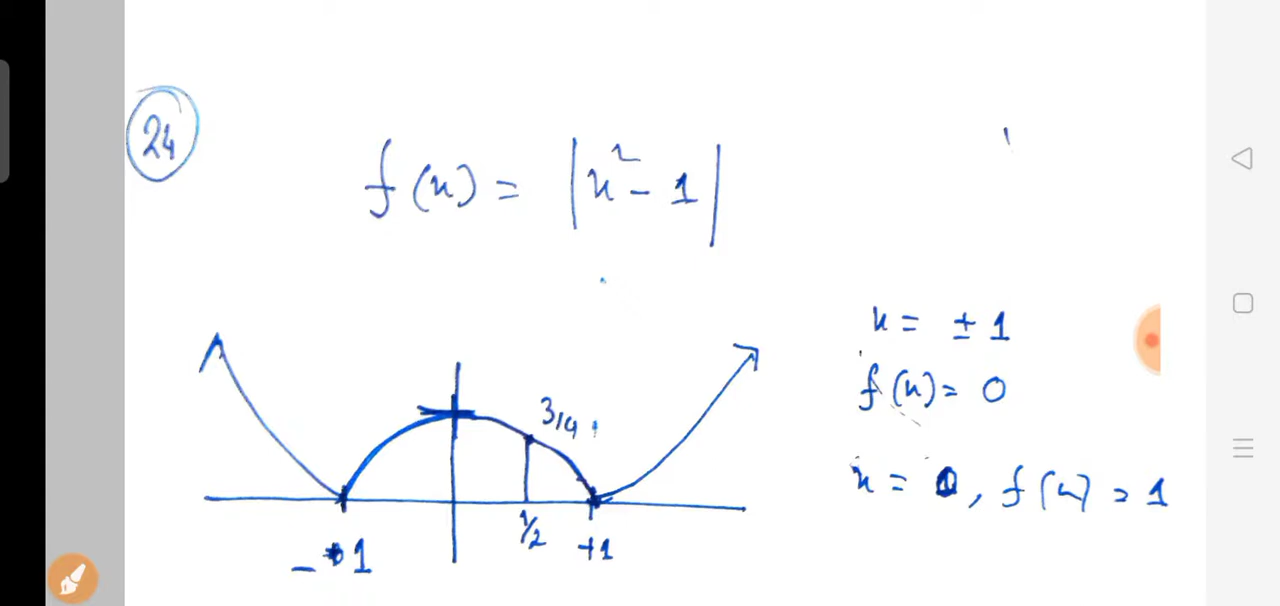 24
f(x) = |x² - 1|
x = ± 1
f(x) = 0
3/4
x = 0, f(x) = 1
-1
1/2
+1